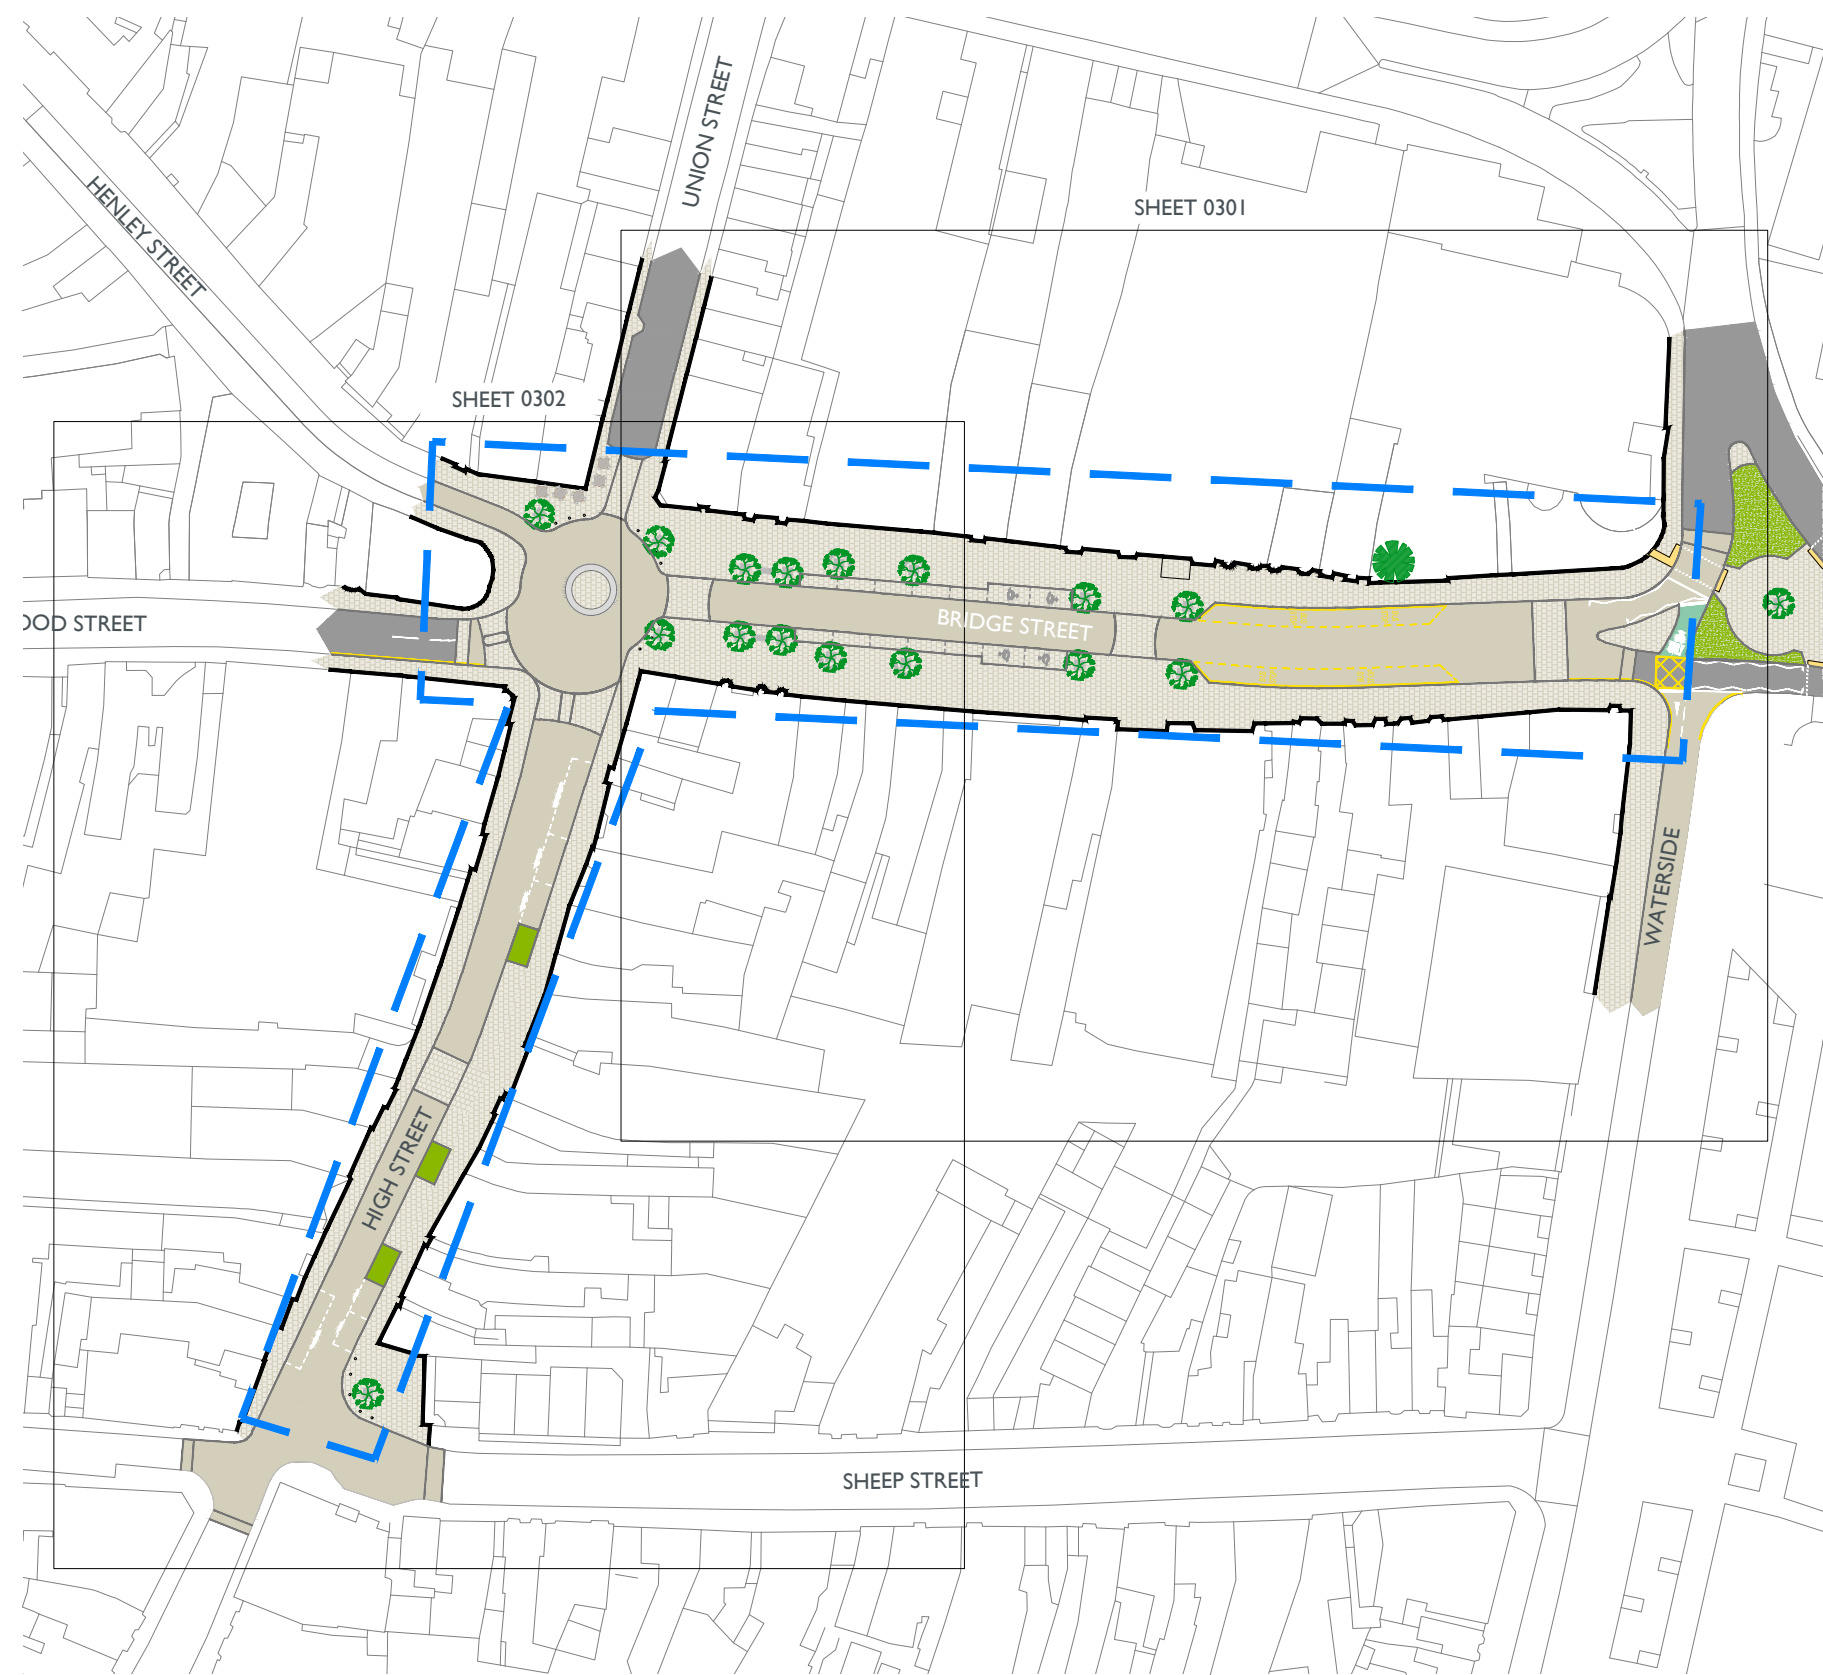 UNION STREET
HENLEY STREET
SHEET 0301
SHEET 0302
OOD STREET
BRIDGE STREET
WATERSIDE
HIGH STREET
SHEEP STREET